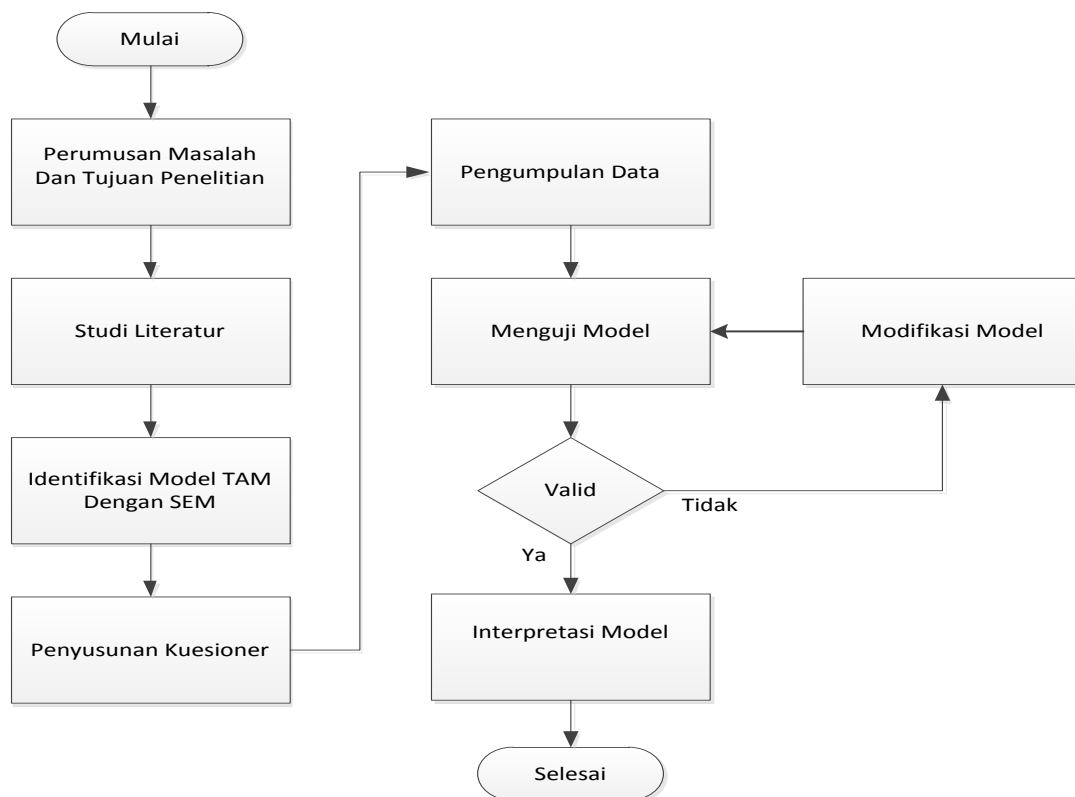 Mulai
Perumusan Masalah
Dan Tujuan Penelitian
Studi Literatur
Identifikasi Model TAM
Dengan SEM
Penyusunan Kuesioner
Pengumpulan Data
Menguji Model
Modifikasi Model
Valid
Tidak
Ya
Interpretasi Model
Selesai